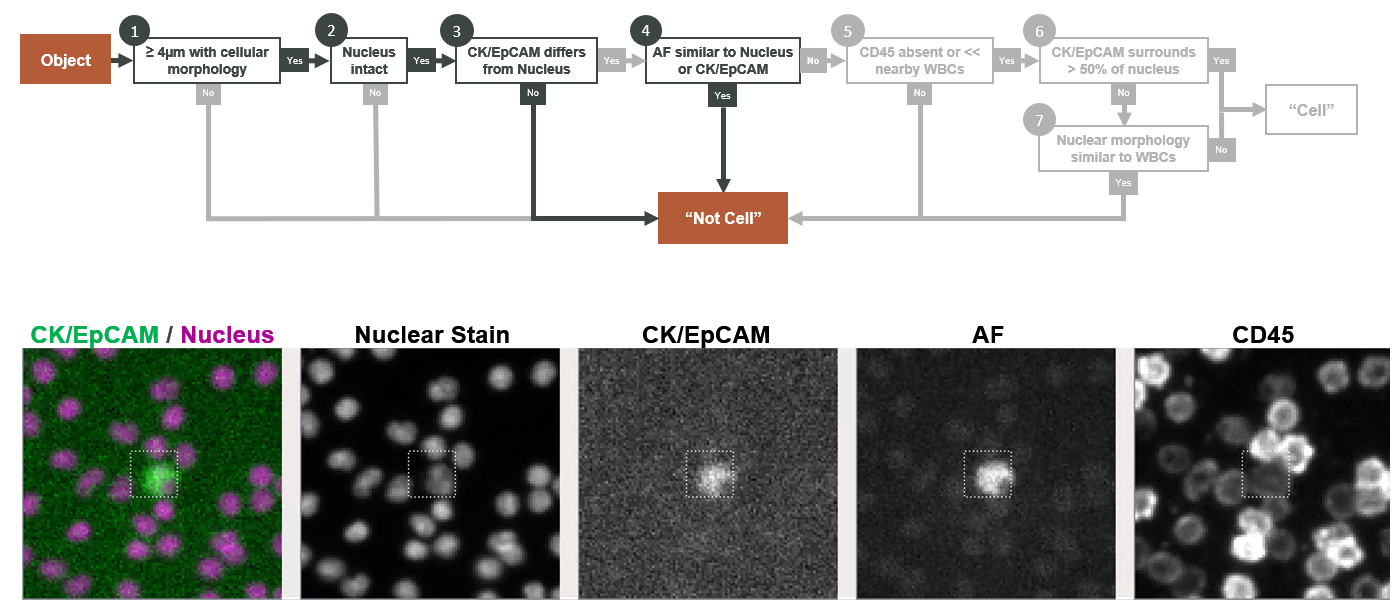 1
2
3
4
5
6
Object
≥ 4µm with cellular
morphology
Yes
Nucleus
intact
Yes
CK/EpCAM differs
from Nucleus
Yes
AF similar to Nucleus
or CK/EpCAM
No
CD45 absent or <<
nearby WBCs
Yes
CK/EpCAM surrounds
> 50% of nucleus
Yes
No
No
No
Yes
No
No
7
Nuclear morphology
similar to WBCs
No
Yes
“Cell”
“Not Cell”
CK/EpCAM / Nucleus
Nuclear Stain
CK/EpCAM
AF
CD45